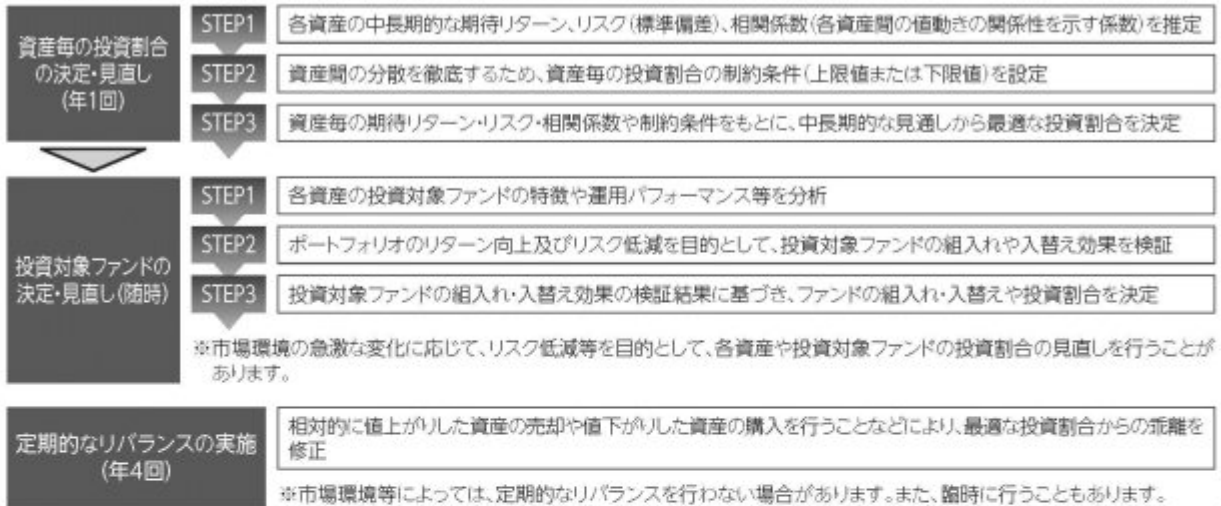 資産毎の投資割合
の決定・見直し
(年1回)
STEP1
各資産の中長期的な期待リターン、リスク(標準偏差)、相関係数(各資産間の値動きの関係性を示す係数)を推定
STEP2
資産間の分散を徹底するため、資産毎の投資割合の制約条件(上限値または下限値)を設定
STEP3
資産毎の期待リターン・リスク・相関係数や制約条件をもとに、中長期的な見通しから最適な投資割合を決定
投資対象ファンドの
決定・見直し(随時)
STEP1
各資産の投資対象ファンドの特徴や運用パフォーマンス等を分析
STEP2
ポートフォリオのリターン向上及びリスク低減を目的として、投資対象ファンドの組入れや入替え効果を検証
STEP3
投資対象ファンドの組入れ・入替え効果の検証結果に基づき、ファンドの組入れ・入替えや投資割合を決定
※市場環境の急激な変化に応じて、リスク低減等を目的として、各資産や投資対象ファンドの投資割合の見直しを行うことが
あります。
定期的なリバランスの実施
(年4回)
相対的に値上がりした資産の売却や値下がりした資産の購入を行うことなどにより、最適な投資割合からの乖離を
修正
※市場環境等によっては、定期的なリバランスを行わない場合があります。また、臨時に行うこともあります。